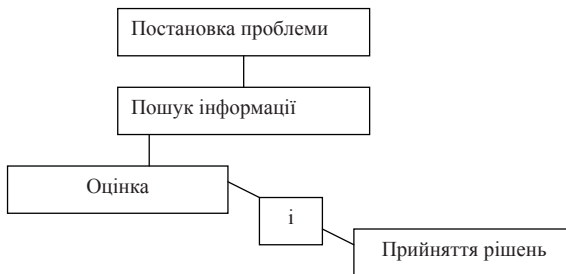 Постановка проблеми
Пошук інформації
Оцінка
і
Прийняття рішень